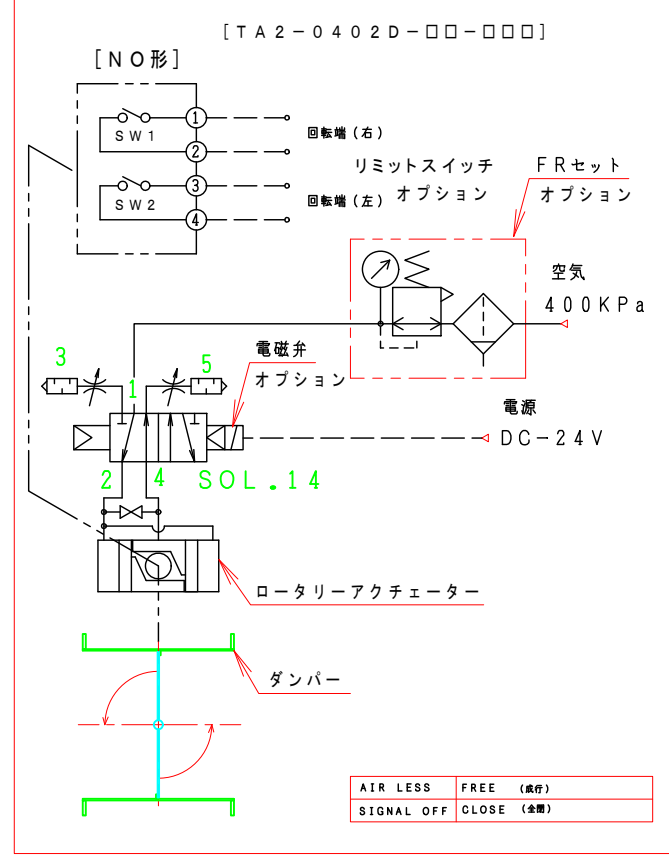 [TA2-0402D-□□-□□□]
[NO形]
① 
SW1
②
回転端(右)
③
SW2
④
回転端(左)
リミットスイッチ
オプション
FRセット
オプション
空気
400KPa
3
1
5
電磁弁
オプション
電源
DC-24V
2
4
SOL.14
ロータリーアクチェーター
ダンパー
AIR LESS FREE (成行)
SIGNAL OFF CLOSE (全閉)